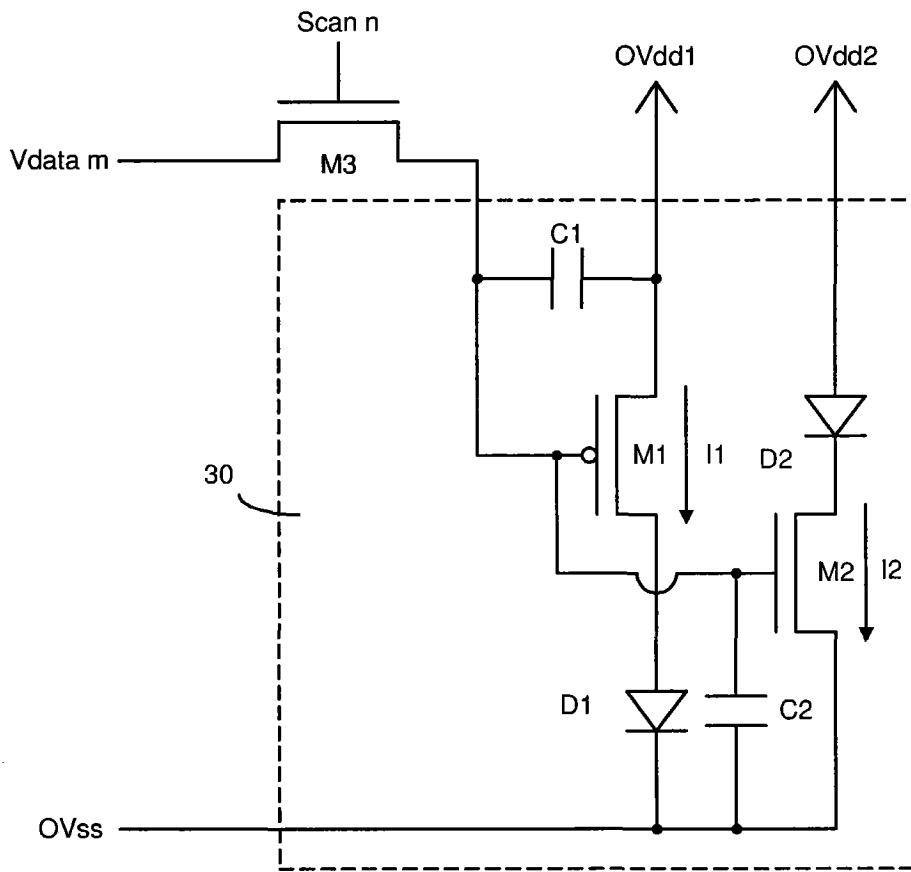 Scan n
OVdd1
OVdd2
Vdata m
M3
C1
M1
I1
D2
30
M2
I2
D1
C2
OVss